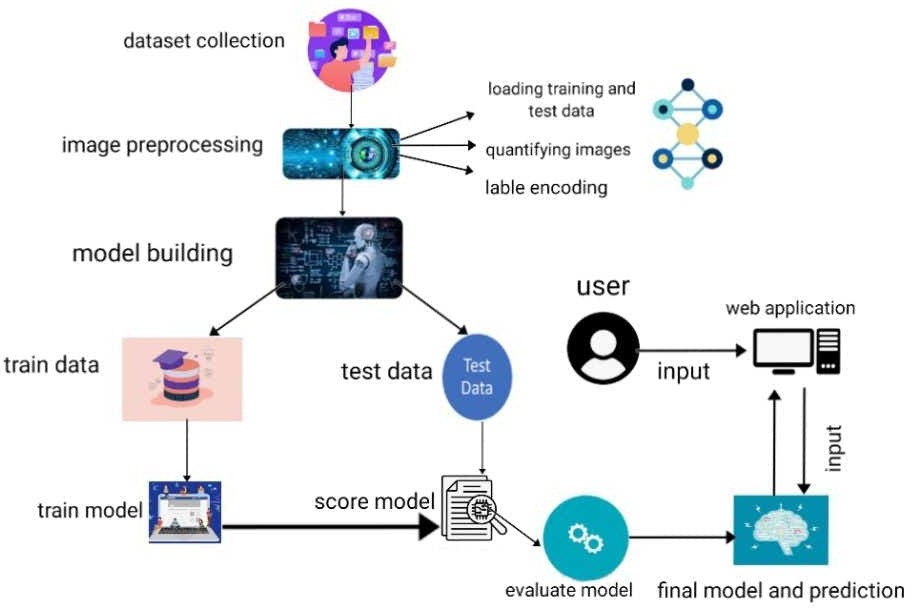 dataset collection
loading training and
test data
image preprocessing
quantifying images
lable encoding
model building
user
web application
train data
test data
Test
Data
input
input
train model
score model
evaluate model
final model and prediction